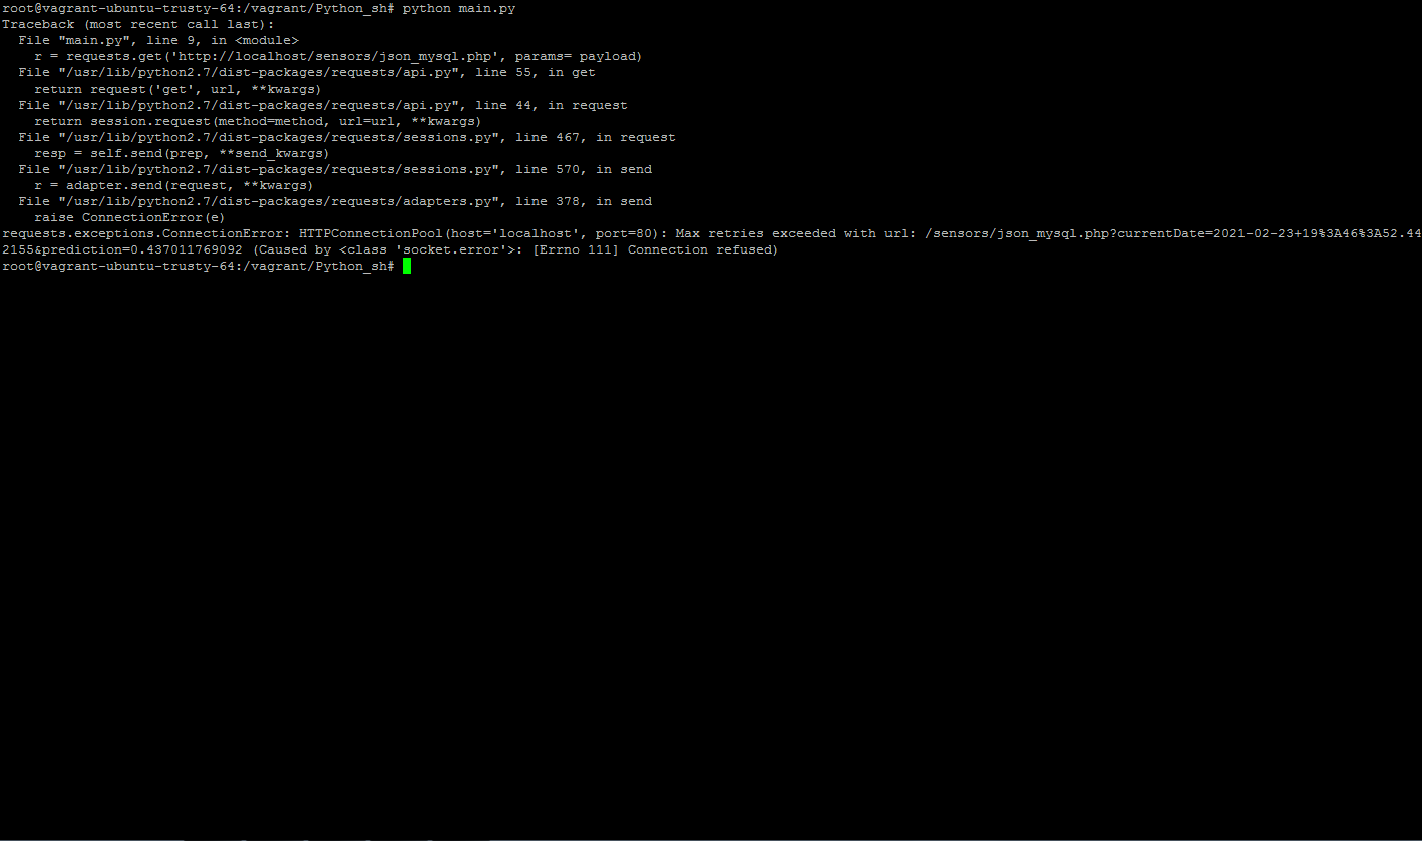 root@vagrant-ubuntu-trusty-64:/vagrant/Python_sh# python main.py
Traceback (most recent call last):
  File "main.py", line 9, in <module>
    r = requests.get('http://localhost/sensors/json_mysql.php', params= payload)
  File "/usr/lib/python2.7/dist-packages/requests/api.py", line 55, in get
    return request('get', url, **kwargs)
  File "/usr/lib/python2.7/dist-packages/requests/api.py", line 44, in request
    return session.request(method=method, url=url, **kwargs)
  File "/usr/lib/python2.7/dist-packages/requests/sessions.py", line 467, in request
    resp = self.send(prep, **send_kwargs)
  File "/usr/lib/python2.7/dist-packages/requests/sessions.py", line 570, in send
    r = adapter.send(request, **kwargs)
  File "/usr/lib/python2.7/dist-packages/requests/adapters.py", line 378, in send
    raise ConnectionError(e)
requests.exceptions.ConnectionError: HTTPConnectionPool(host='localhost', port=80): Max retries exceeded with url: /sensors/json_mysql.php?currentDate=2021-02-23+19%3A46%3A52.44
2155&prediction=0.437011769092 (Caused by <class 'socket.error'>: [Errno 111] Connection refused)
root@vagrant-ubuntu-trusty-64:/vagrant/Python_sh#